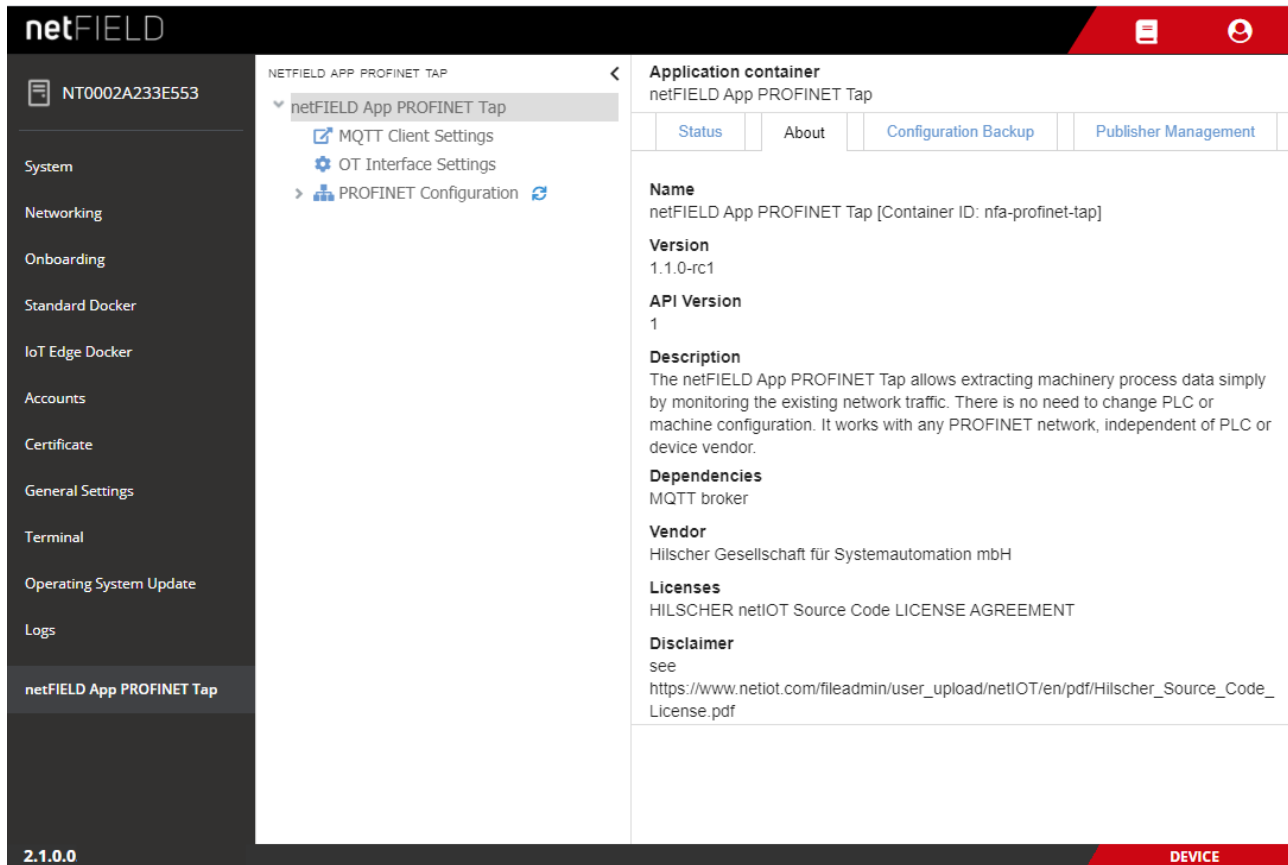 netFIELD
NT0002A233E553
System
Networking
Onboarding
Standard Docker
IoT Edge Docker
Accounts
Certificate
General Settings
Terminal
Operating System Update
Logs
netFIELD App PROFINET Tap
2.1.0.0
NETFIELD APP PROFINET TAP
netFIELD App PROFINET Tap
MQTT Client Settings
OT Interface Settings
PROFINET Configuration
Application container
netFIELD App PROFINET Tap
Status About Configuration Backup Publisher Management
Name
netFIELD App PROFINET Tap [Container ID: nfa-profinet-tap]
Version
1.1.0-rc1
API Version
1
Description
The netFIELD App PROFINET Tap allows extracting machinery process data simply
by monitoring the existing network traffic. There is no need to change PLC or
machine configuration. It works with any PROFINET network, independent of PLC or
device vendor.
Dependencies
MQTT broker
Vendor
Hilscher Gesellschaft für Systemautomation mbH
Licenses
HILSCHER netIOT Source Code LICENSE AGREEMENT
Disclaimer
see
https://www.netiot.com/fileadmin/user_upload/netIOT/en/pdf/Hilscher_Source_Code_
License.pdf
DEVICE